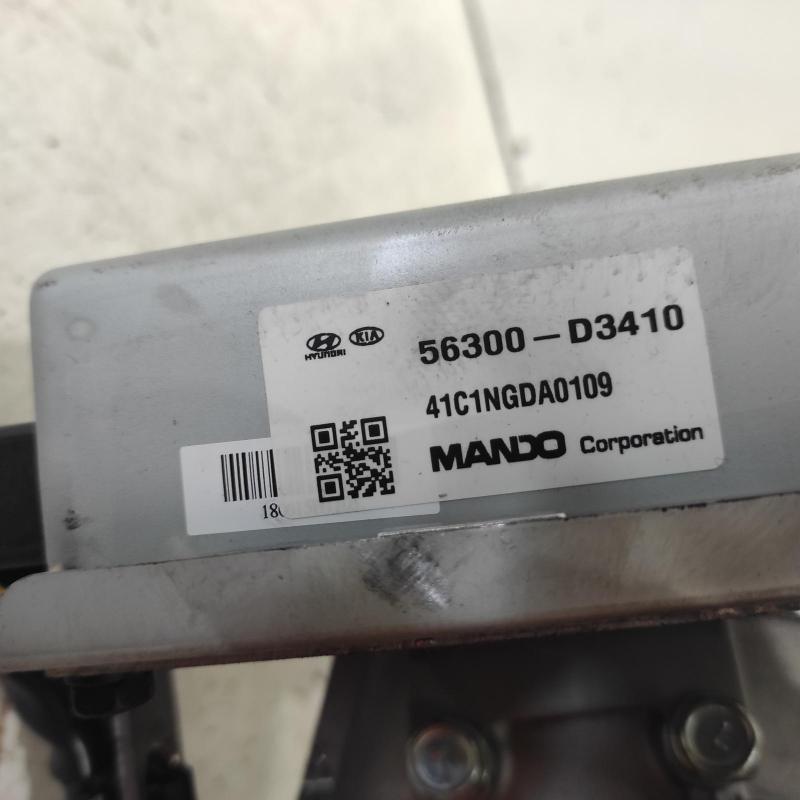 HYUNDAI
KIA
56300-D3410
41C1NGDA0109
MANDO Corporation